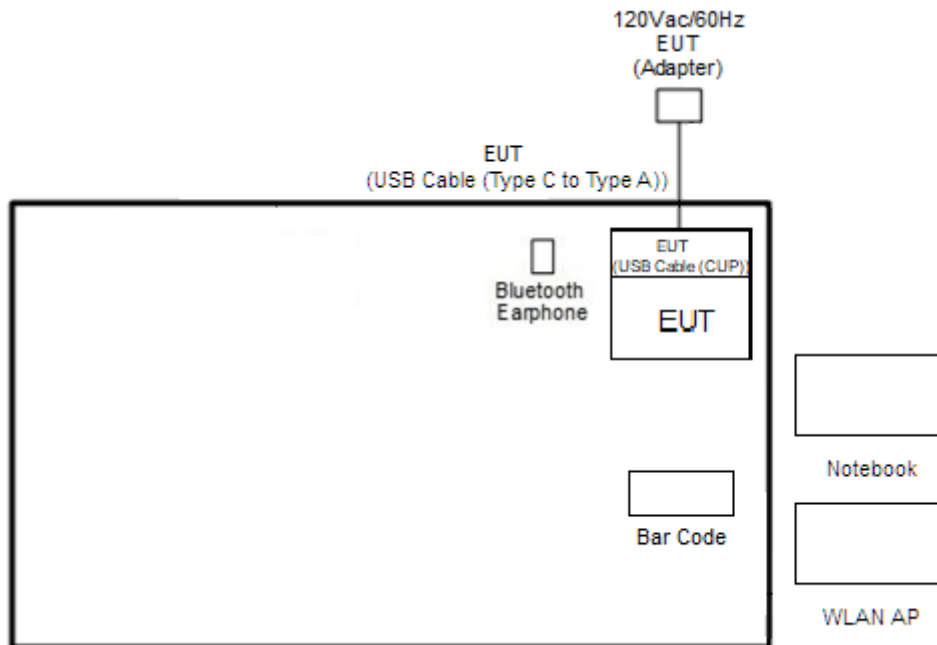 120Vac/60Hz
EUT
(Adapter)
EUT
(USB Cable (Type C to Type A))
EUT
(USB Cable (CUP))
EUT
Bluetooth
Earphone
Notebook
Bar Code
WLAN AP